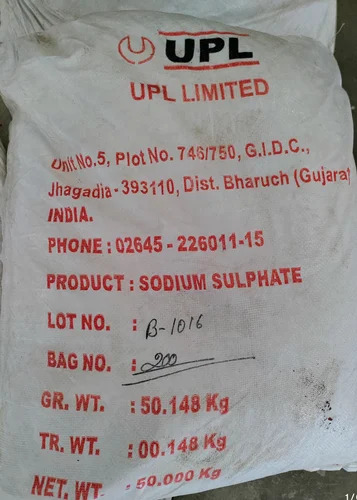 UPL
UPL LIMITED
Unit No.5, Plot No. 746/750, G.I.D.C.,
Jhagadia - 393110, Dist. Bharuch (Gujara
INDIA.
PHONE : 02645 - 226011-15
PRODUCT : SODIUM SULPHATE
LOT NO. : B-1016
BAG NO. : 200
GR. WT. : 50.148 Kg
TR. WT. : 00.148 Kg
NET. WT. : 50.000 Kg